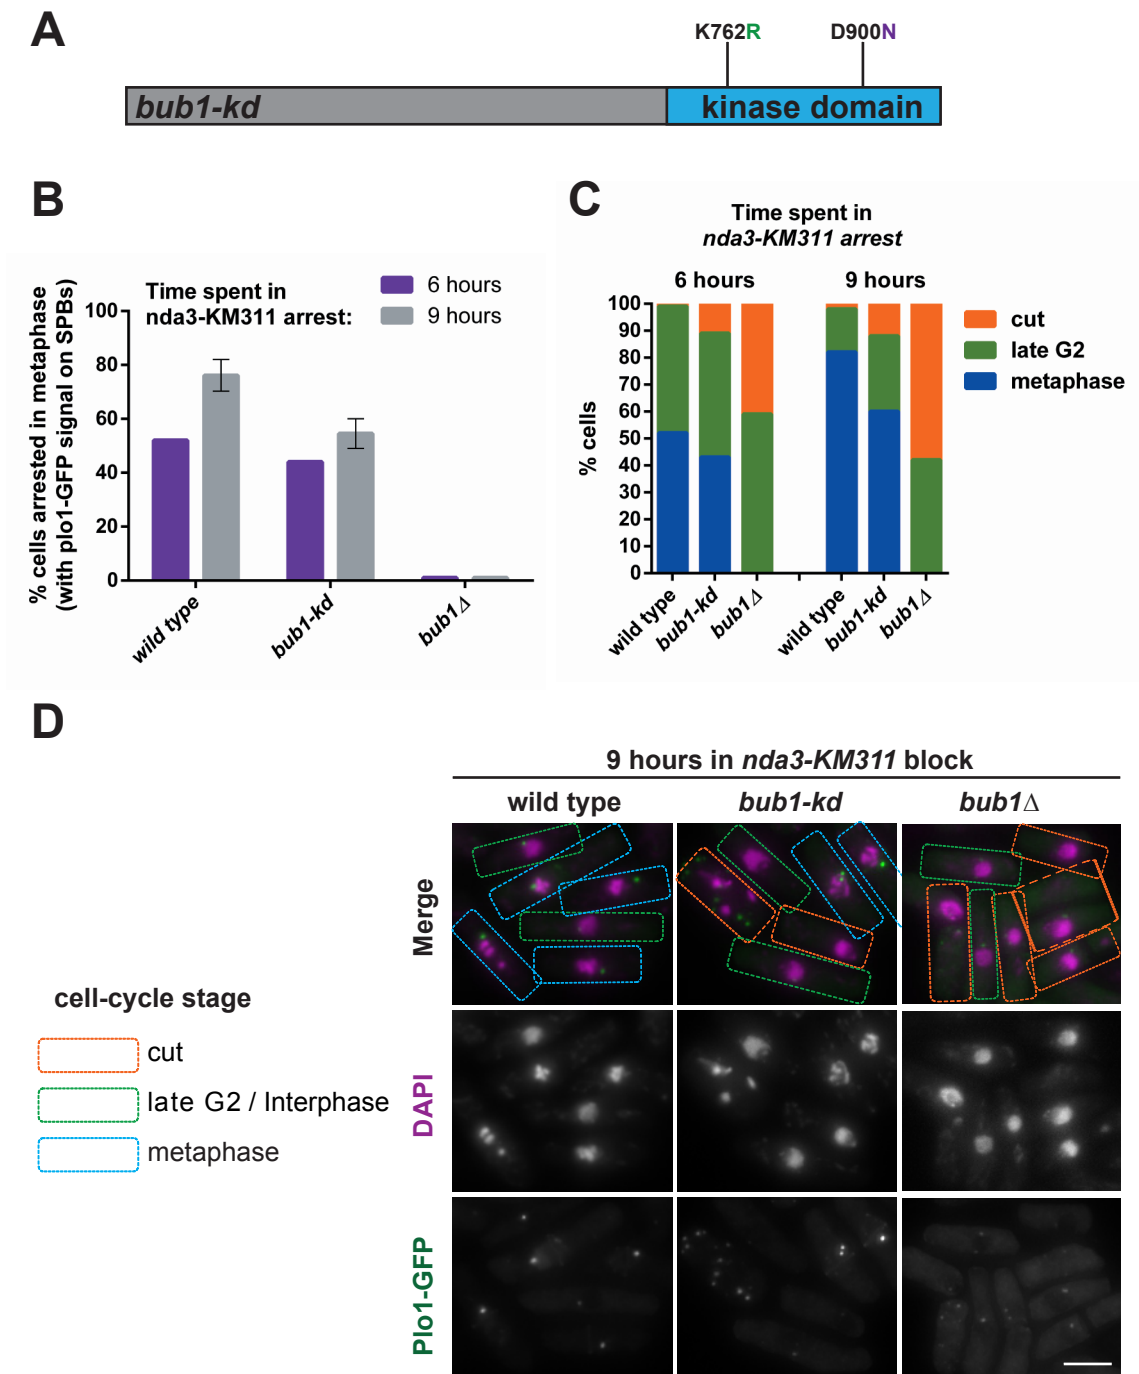 A
K762R
D900N
bub1-kd
kinase domain
B
% cells arrested in metaphase
(with plo1-GFP signal on SPBs)
Time spent in
nda3-KM311 arrest:
6 hours
9 hours
100
80
60
40
20
0
wild type
bub1-kd
bub1Δ
C
Time spent in
nda3-KM311 arrest
6 hours
9 hours
% cells
100
90
80
70
60
50
40
30
20
10
0
wild type
bub1-kd
bub1Δ
wild type
bub1-kd
bub1Δ
cut
late G2
metaphase
D
9 hours in nda3-KM311 block
wild type
bub1-kd
bub1Δ
Merge
DAPI
Plo1-GFP
cell-cycle stage
cut
late G2 / Interphase
metaphase